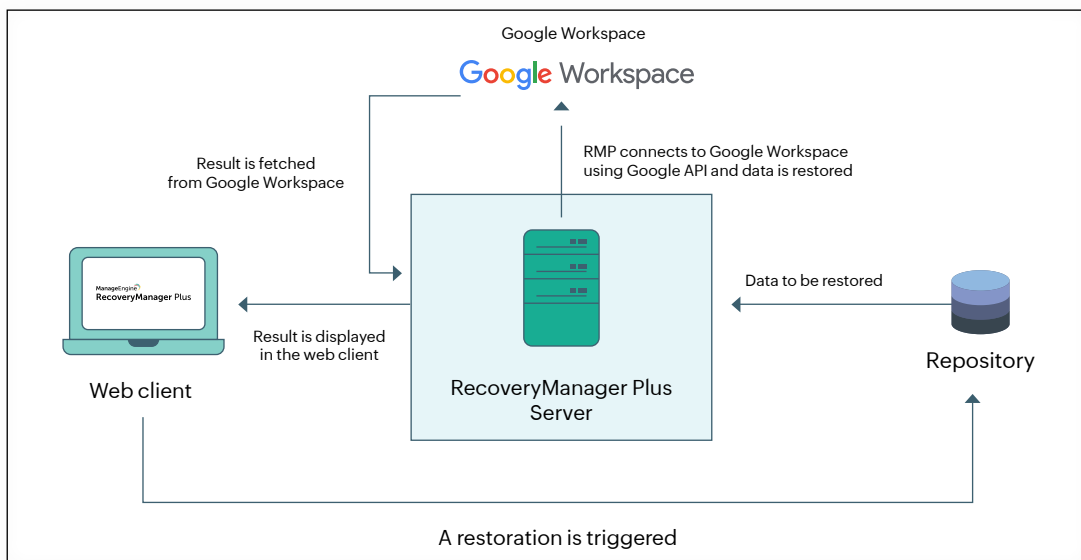 Google Workspace
Google Workspace
Result is fetched
from Google Workspace
RMP connects to Google Workspace
using Google API and data is restored
ManageEngine
RecoveryManager Plus
Data to be restored
Result is displayed
in the web client
Web client
RecoveryManager Plus
Server
Repository
A restoration is triggered